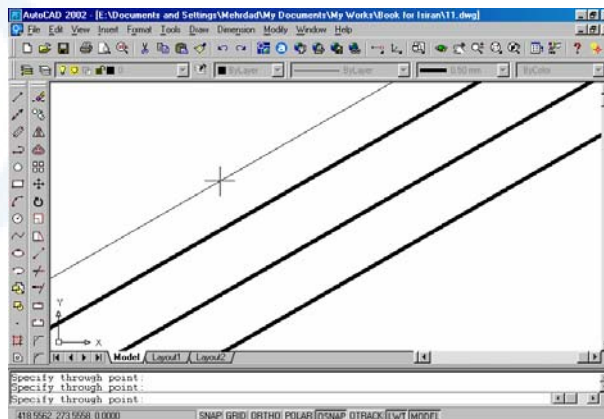 AutoCAD 2002 - [E:\Documents and Settings\Mehrdad\My Documents\My Works\Book for Isiran\11.dwg]
File Edit View Insert Format Tools Draw Dimension Modify Window Help
0 ByLayer ByLayer 0.50 mm ByColor
Y
X
Model Layout1 Layout2
Specify through point:
Specify through point:
Specify through point:
418.5562, 273.5558, 0.0000 SNAP GRID ORTHO POLAR OSNAP OTRACK LWT MODEL